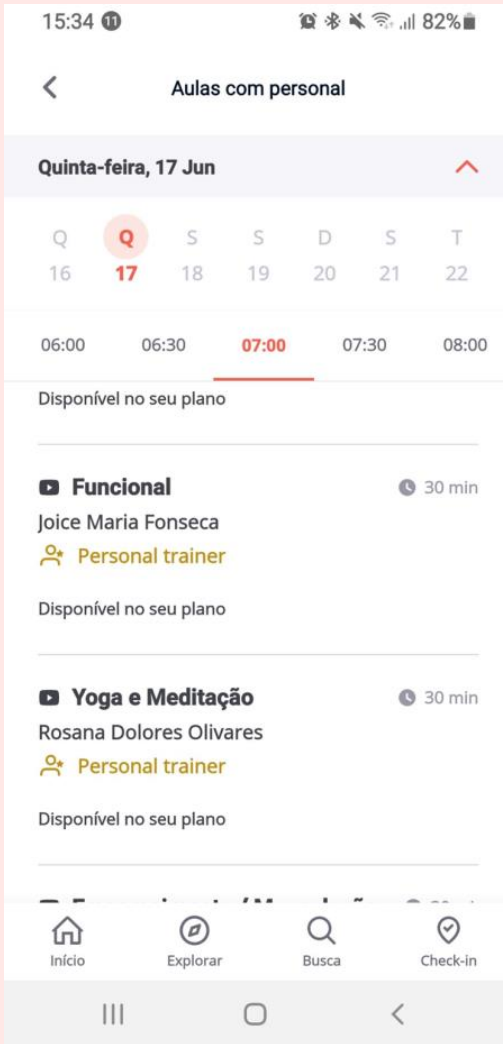 15:34 11 82%
Aulas com personal
Quinta-feira, 17 Jun
Q Q S S D S T
16 17 18 19 20 21 22
06:00 06:30 07:00 07:30 08:00
Disponível no seu plano
Funcional 30 min
Joice Maria Fonseca
Personal trainer
Disponível no seu plano
Yoga e Meditação 30 min
Rosana Dolores Olivares
Personal trainer
Disponível no seu plano
Início Explorar Busca Check-in